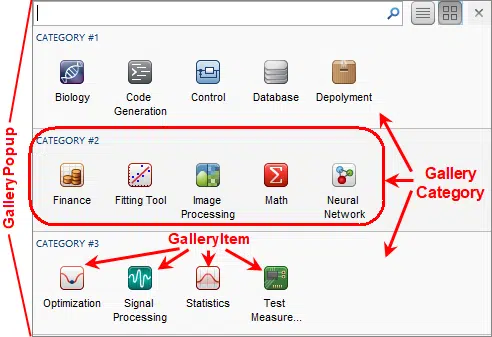 CATEGORY #1
Biology
Code
Generation
Control
Database
Depolyment
CATEGORY #2
Finance
Fitting Tool
Image
Processing
Math
Neural
Network
CATEGORY #3
GalleryItem
Optimization
Signal
Processing
Statistics
Test
Measure...
GalleryPopup
Gallery
Category